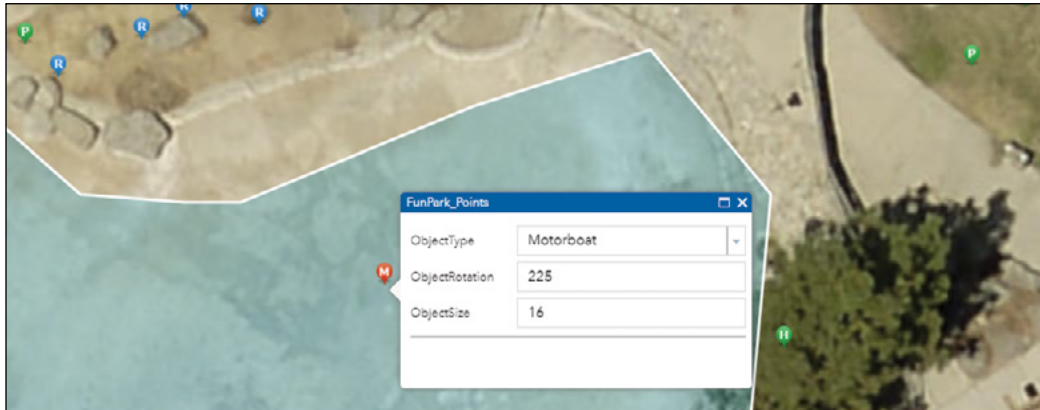 R
R
R
P
P
R
FunPark_Points
ObjectType Motorboat
M
ObjectRotation 225
ObjectSize 16
H